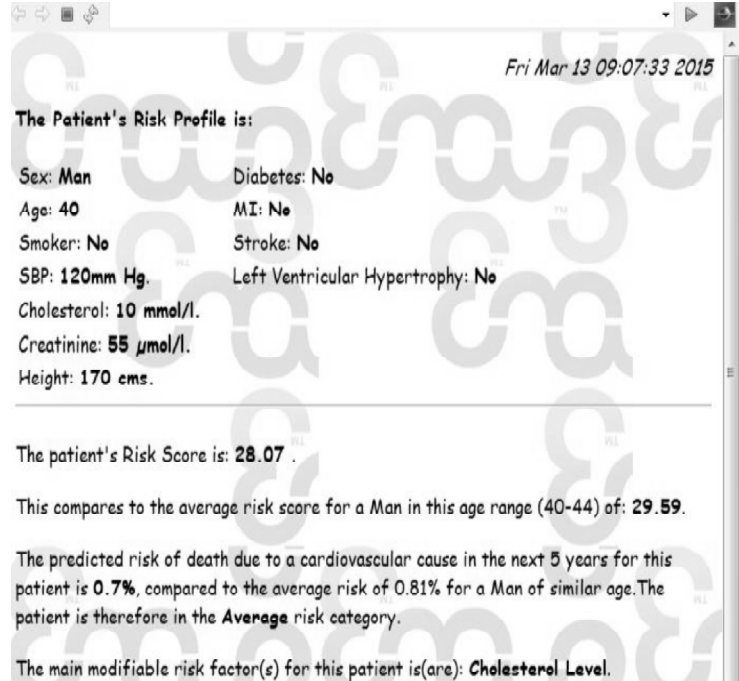 Fri Mar 13 09:07:33 2015
The Patient's Risk Profile is:
Sex: Man Diabetes: No
Age: 40 MI: No
Smoker: No Stroke: No
SBP: 120mm Hg. Left Ventricular Hypertrophy: No
Cholesterol: 10 mmol/l.
Creatinine: 55 μmol/l.
Height: 170 cms.
The patient's Risk Score is: 28.07 .
This compares to the average risk score for a Man in this age range (40-44) of: 29.59.
The predicted risk of death due to a cardiovascular cause in the next 5 years for this
patient is 0.7%, compared to the average risk of 0.81% for a Man of similar age.The
patient is therefore in the Average risk category.
The main modifiable risk factor(s) for this patient is(are): Cholesterol Level.